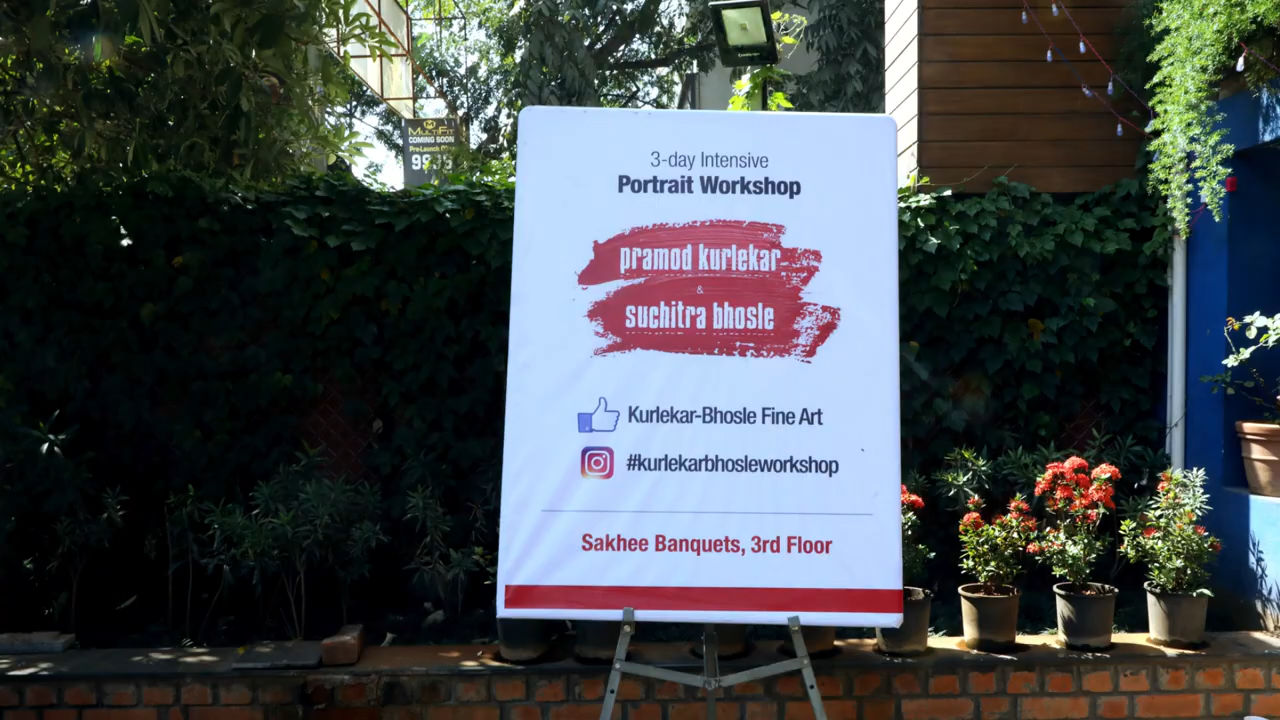 MULTIFIT
COMING SOON
3-day Intensive
Portrait Workshop
pramod kurlekar
&
suchitra bhosle
Kurlekar-Bhosle Fine Art
#kurlekarbhosleworkshop
Sakhee Banquets, 3rd Floor